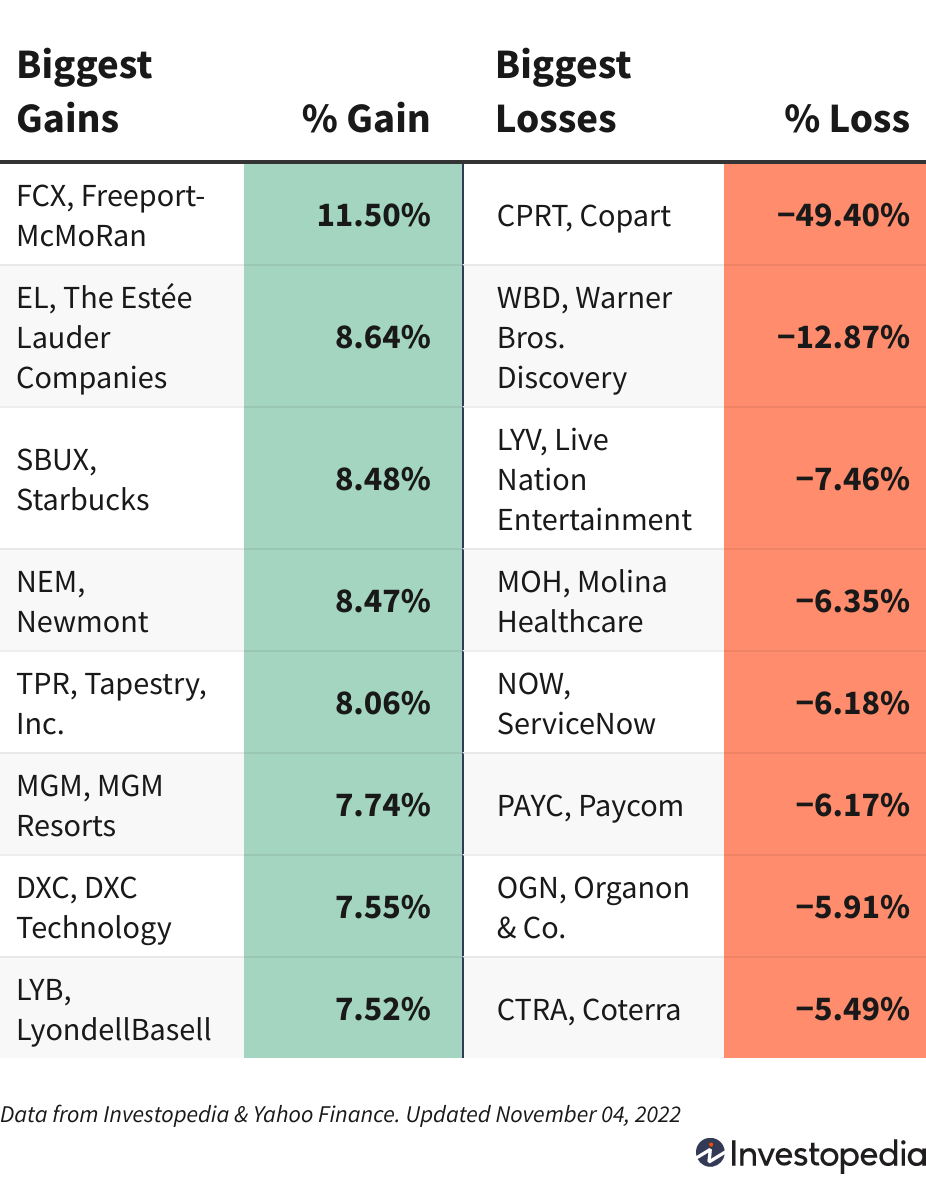 Biggest
Gains
% Gain
Biggest
Losses
% Loss
FCX, Freeport-
McMoRan
11.50%
CPRT, Copart
−49.40%
EL, The Estée
Lauder
Companies
8.64%
WBD, Warner
Bros.
Discovery
−12.87%
SBUX,
Starbucks
8.48%
LYV, Live
Nation
Entertainment
−7.46%
NEM,
Newmont
8.47%
MOH, Molina
Healthcare
−6.35%
TPR, Tapestry,
Inc.
8.06%
NOW,
ServiceNow
−6.18%
MGM, MGM
Resorts
7.74%
PAYC, Paycom
−6.17%
DXC, DXC
Technology
7.55%
OGN, Organon
& Co.
−5.91%
LYB,
LyondellBasell
7.52%
CTRA, Coterra
−5.49%
Data from Investopedia & Yahoo Finance. Updated November 04, 2022
Investopedia